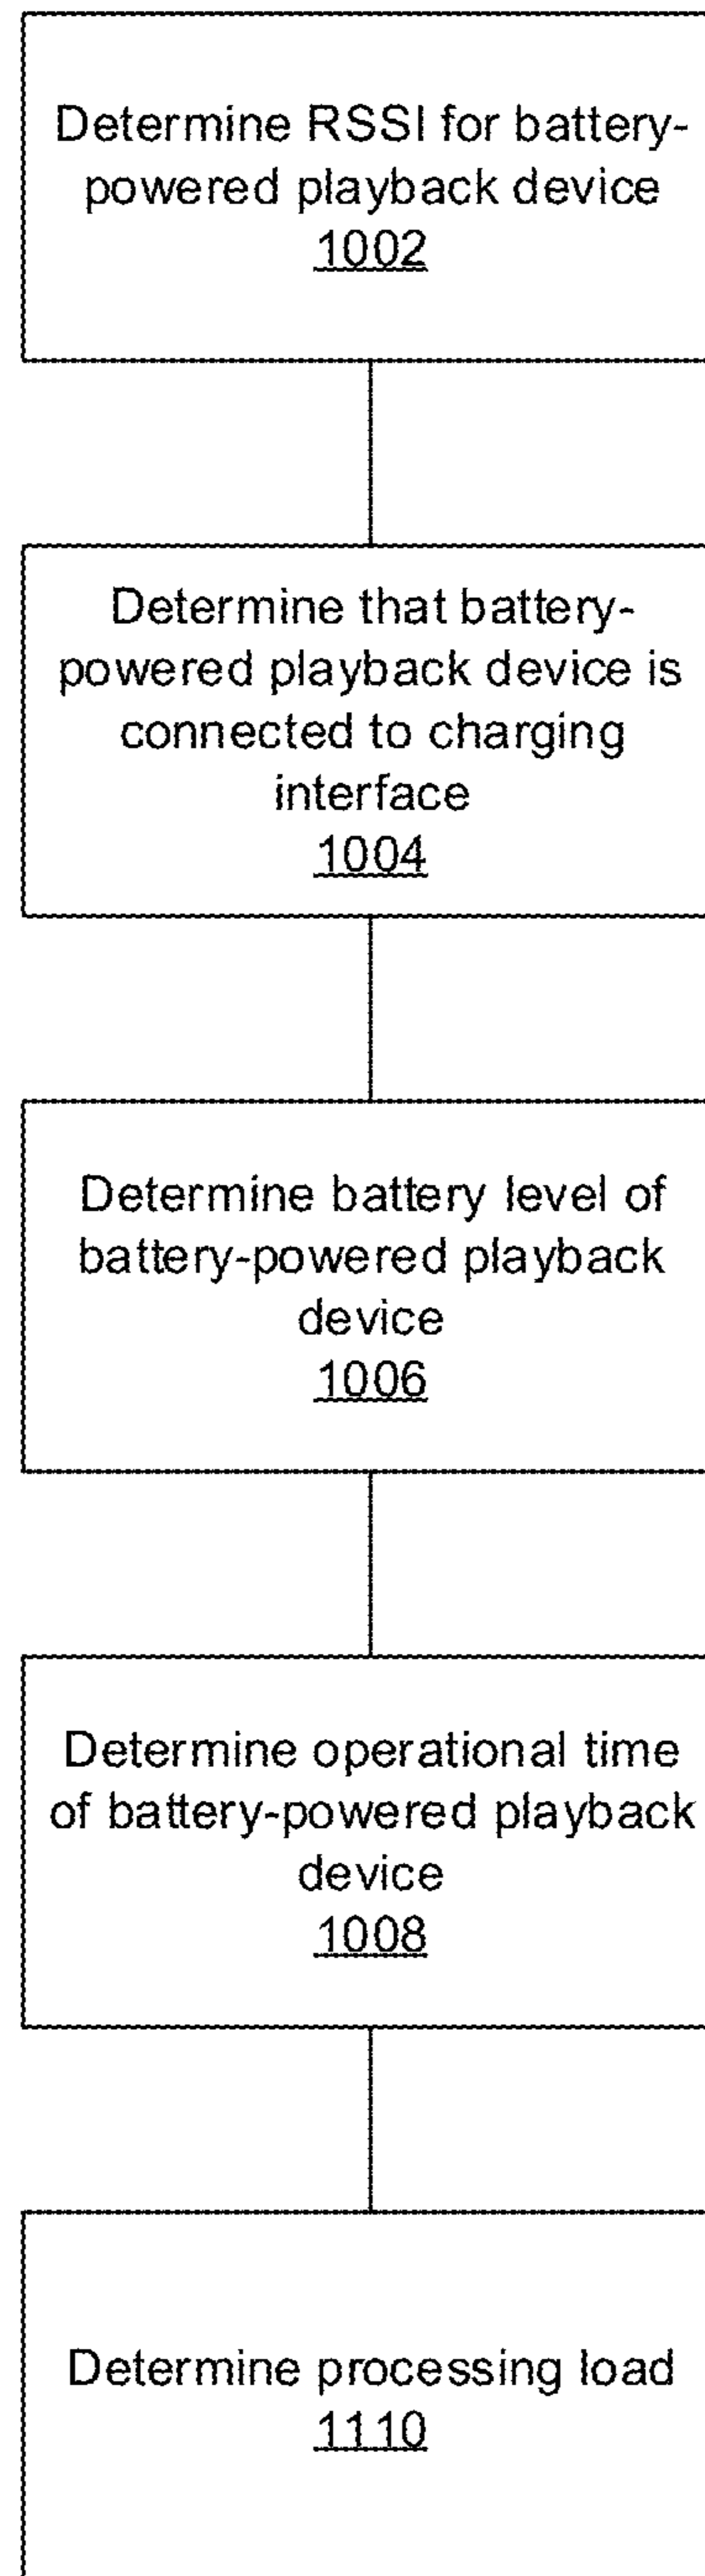 Determine RSSI for battery-
powered playback device
1002
Determine that battery-
powered playback device is
connected to charging
interface
1004
Determine battery level of
battery-powered playback
device
1006
Determine operational time
of battery-powered playback
device
1008
Determine processing load
1110